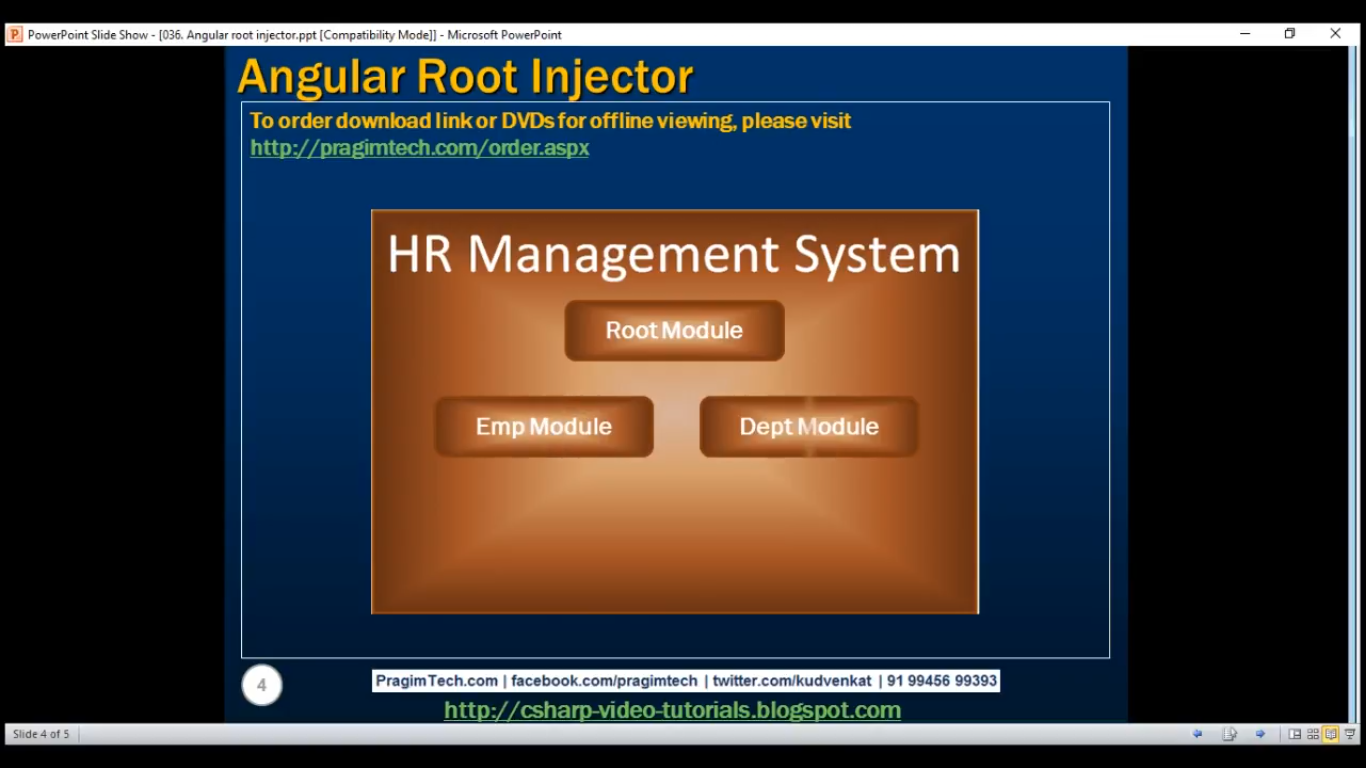 PowerPoint Slide Show - [036. Angular root injector.ppt [Compatibility Mode]] - Microsoft PowerPoint
Angular Root Injector
To order download link or DVDs for offline viewing, please visit
http://pragimtech.com/order.aspx
HR Management System
Root Module
Emp Module
Dept Module
4
PragimTech.com | facebook.com/pragimtech | twitter.com/kudvenkat | 91 99456 99393
http://csharp-video-tutorials.blogspot.com
Slide 4 of 5